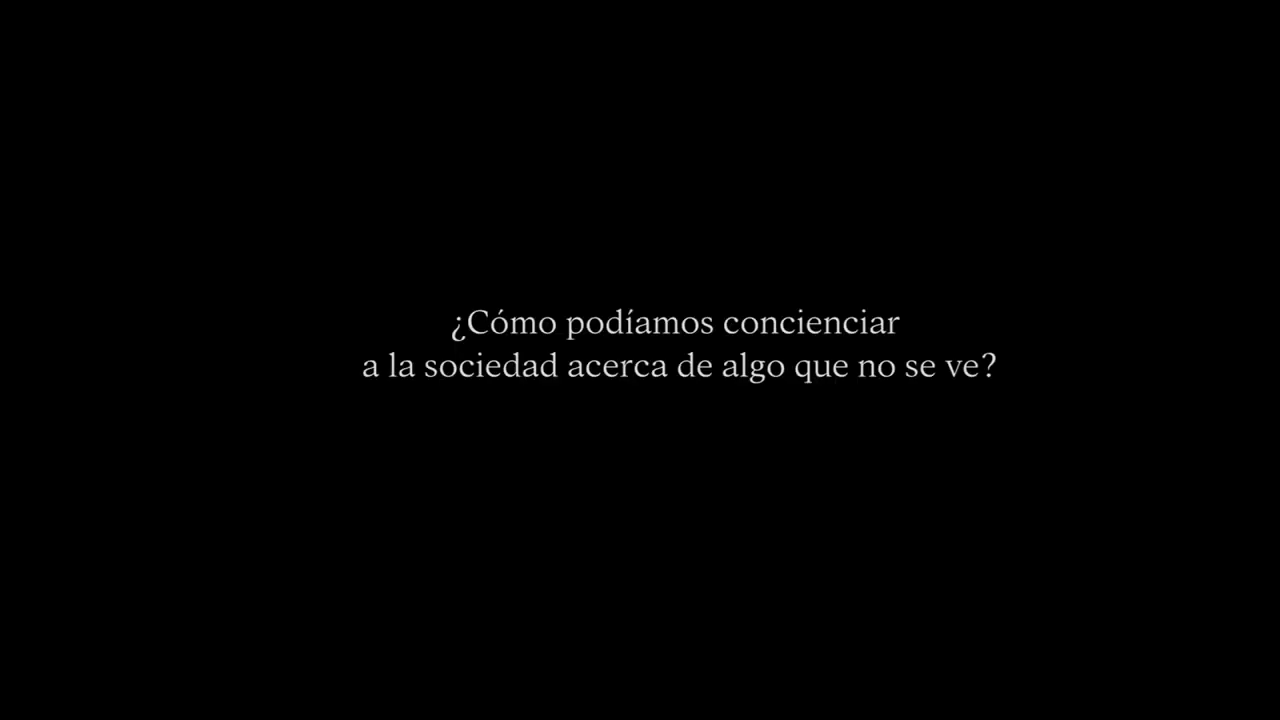 ¿Cómo podíamos concienciar
a la sociedad acerca de algo que no se ve?